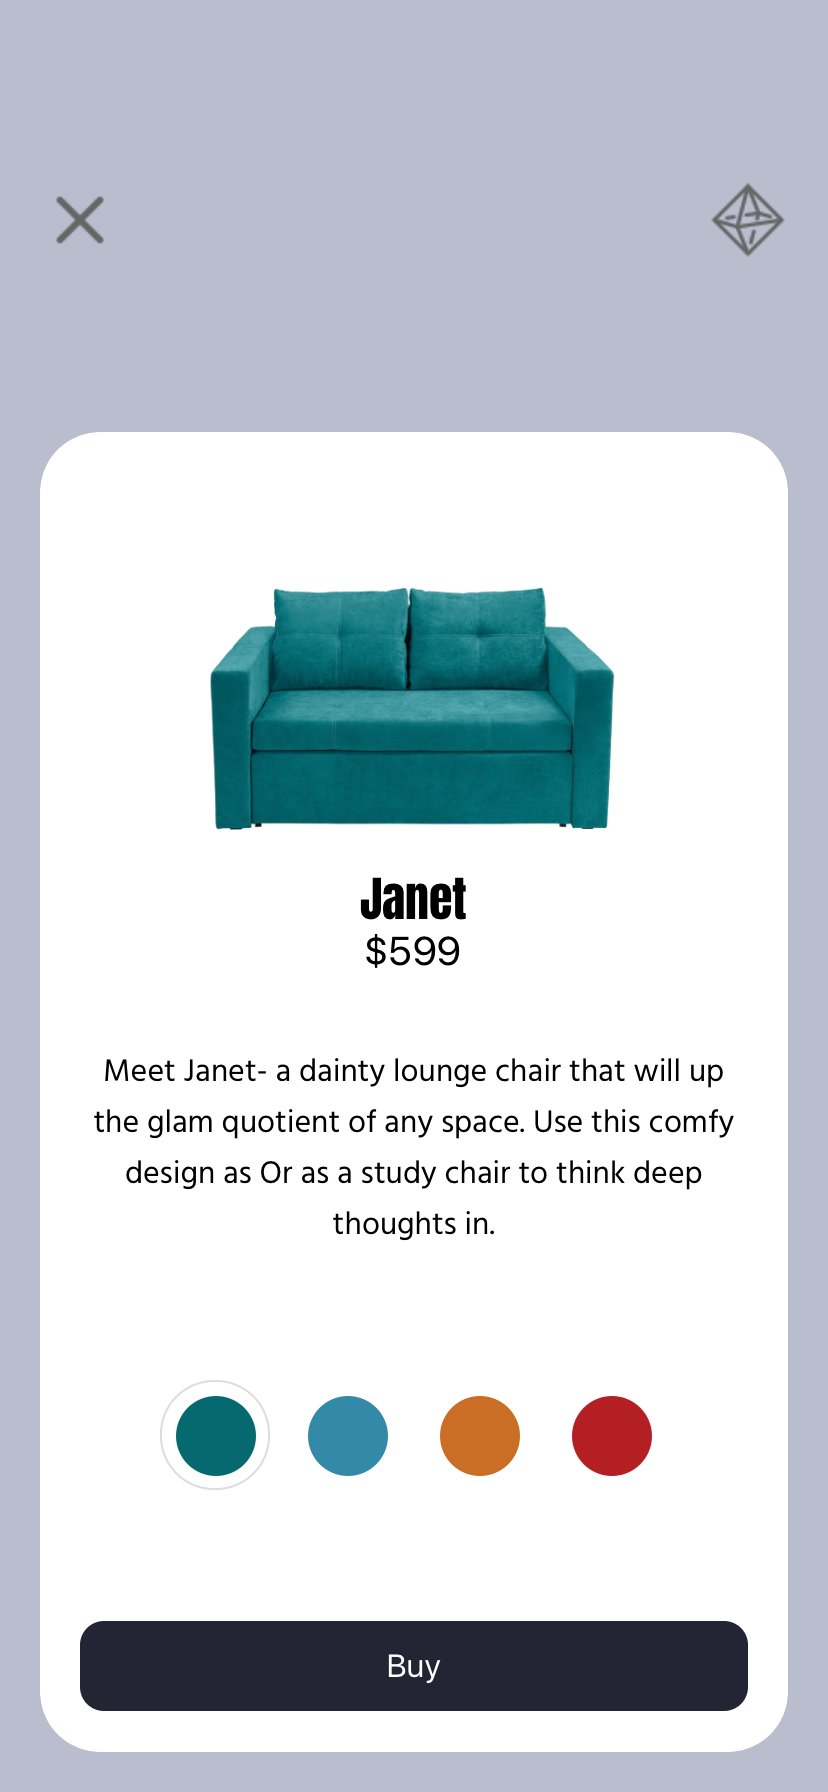 Janet
$599
Meet Janet- a dainty lounge chair that will up
the glam quotient of any space. Use this comfy
design as Or as a study chair to think deep
thoughts in.
Buy